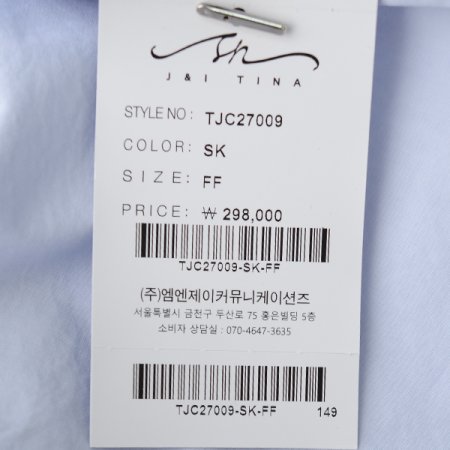 sn
J & I TINA
STYLE NO : TJC27009
COLOR: SK
SIZE: FF
PRICE: ₩ 298,000
TJC27009-SK-FF
(주)엠엔제이커뮤니케이션즈
서울특별시 금천구 두산로 75 홍은빌딩 5층
소비자 상담실 : 070-4647-3635
TJC27009-SK-FF 149